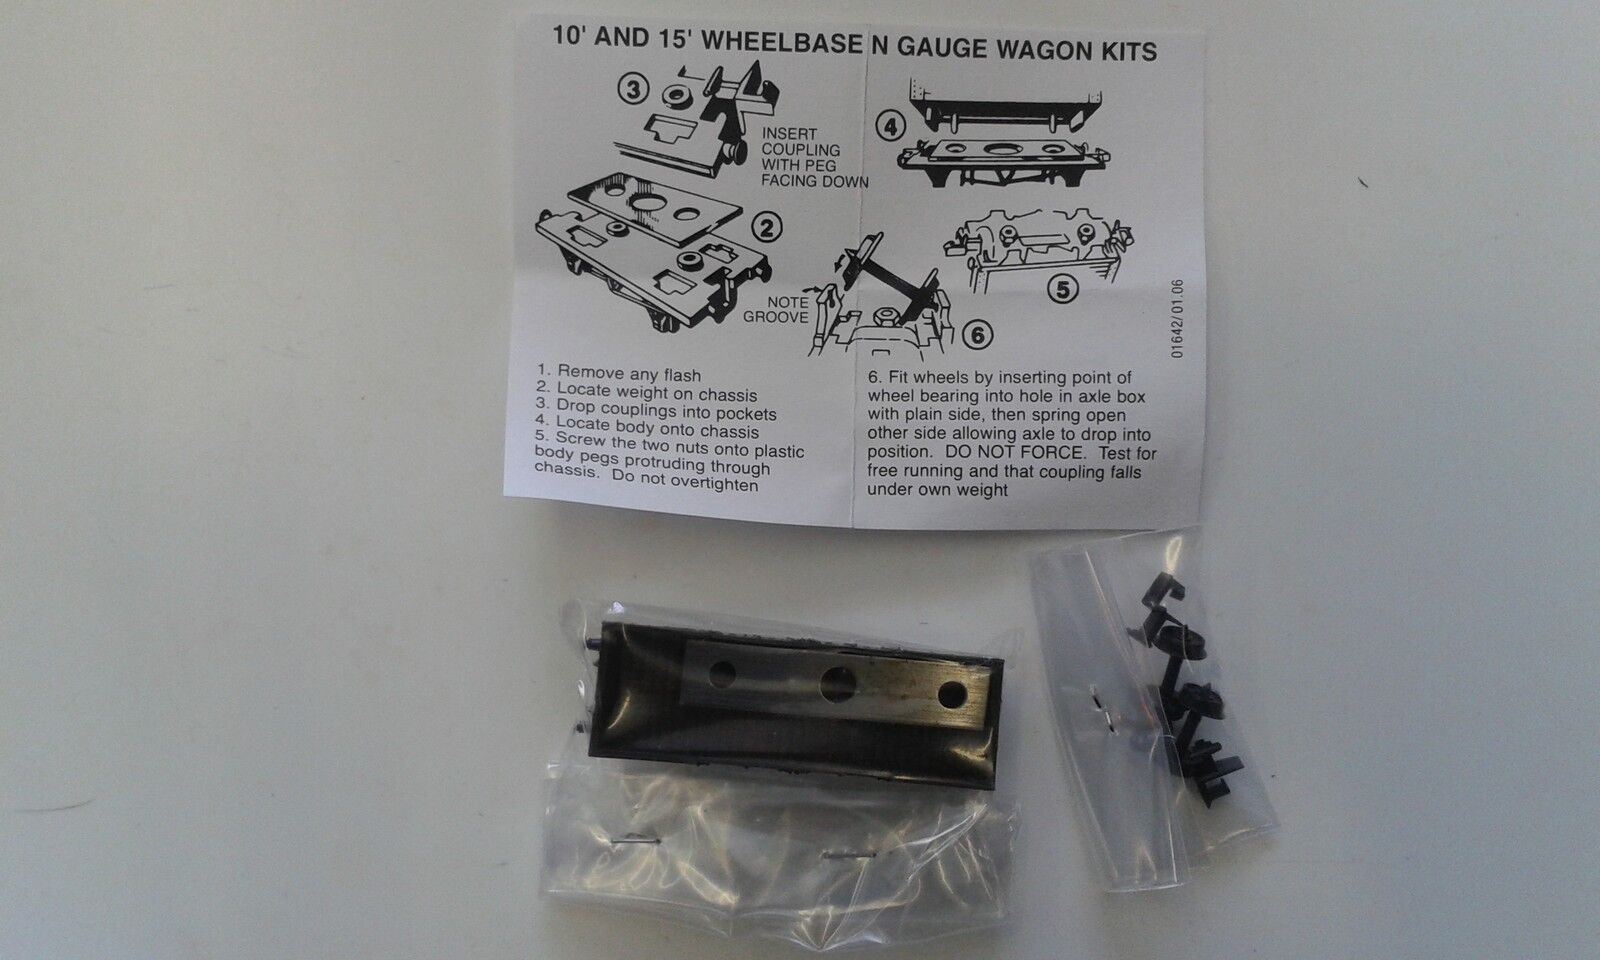 10' AND 15' WHEELBASE N GAUGE WAGON KITS
3
INSERT
COUPLING
WITH PEG
FACING DOWN
2
4
5
NOTE
GROOVE
6
01642/01.06
1. Remove any flash
2. Locate weight on chassis
3. Drop couplings into pockets
4. Locate body onto chassis
5. Screw the two nuts onto plastic
body pegs protruding through
chassis. Do not overtighten
6. Fit wheels by inserting point of
wheel bearing into hole in axle box
with plain side, then spring open
other side allowing axle to drop into
position. DO NOT FORCE. Test for
free running and that coupling falls
under own weight